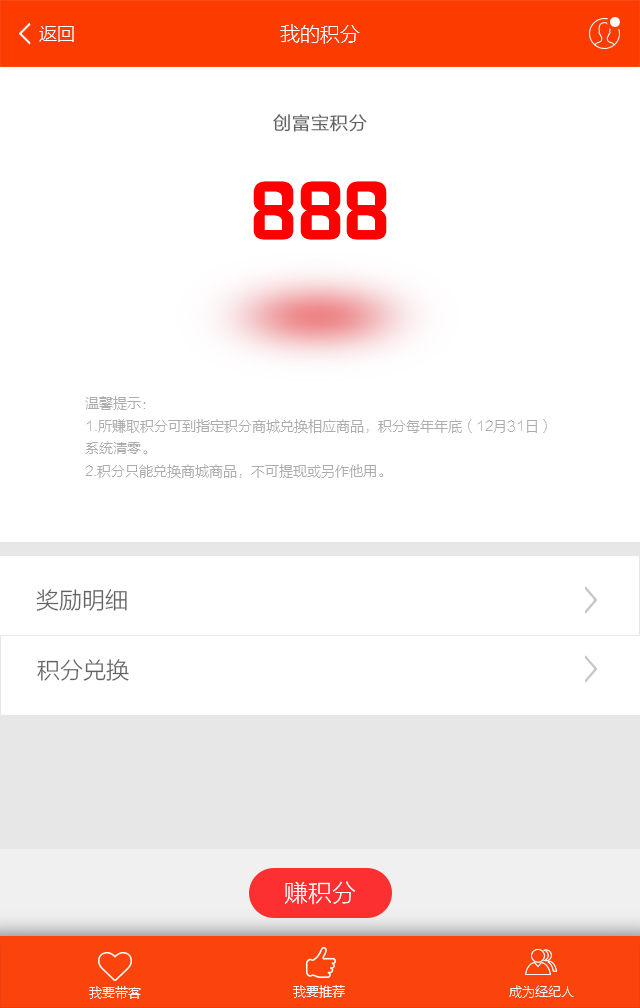 返回
我的积分
创富宝积分
888
温馨提示:
1.所赚取积分可到指定积分商城兑换相应商品，积分每年年底（12月31日）
系统清零。
2.积分只能兑换商城商品，不可提现或另作他用。
奖励明细
积分兑换
赚积分
我要带客
我要推荐
成为经纪人